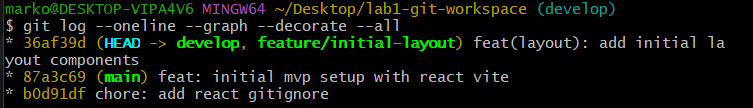 marko@DESKTOP-VIPA4V6 MINGW64 ~/Desktop/lab1-git-workspace (develop)
$ git log --oneline --graph --decorate --all
* 36af39d (HEAD -> develop, feature/initial-layout) feat(layout): add initial la
yout components
* 87a3c69 (main) feat: initial mvp setup with react vite
* b0d91df chore: add react gitignore